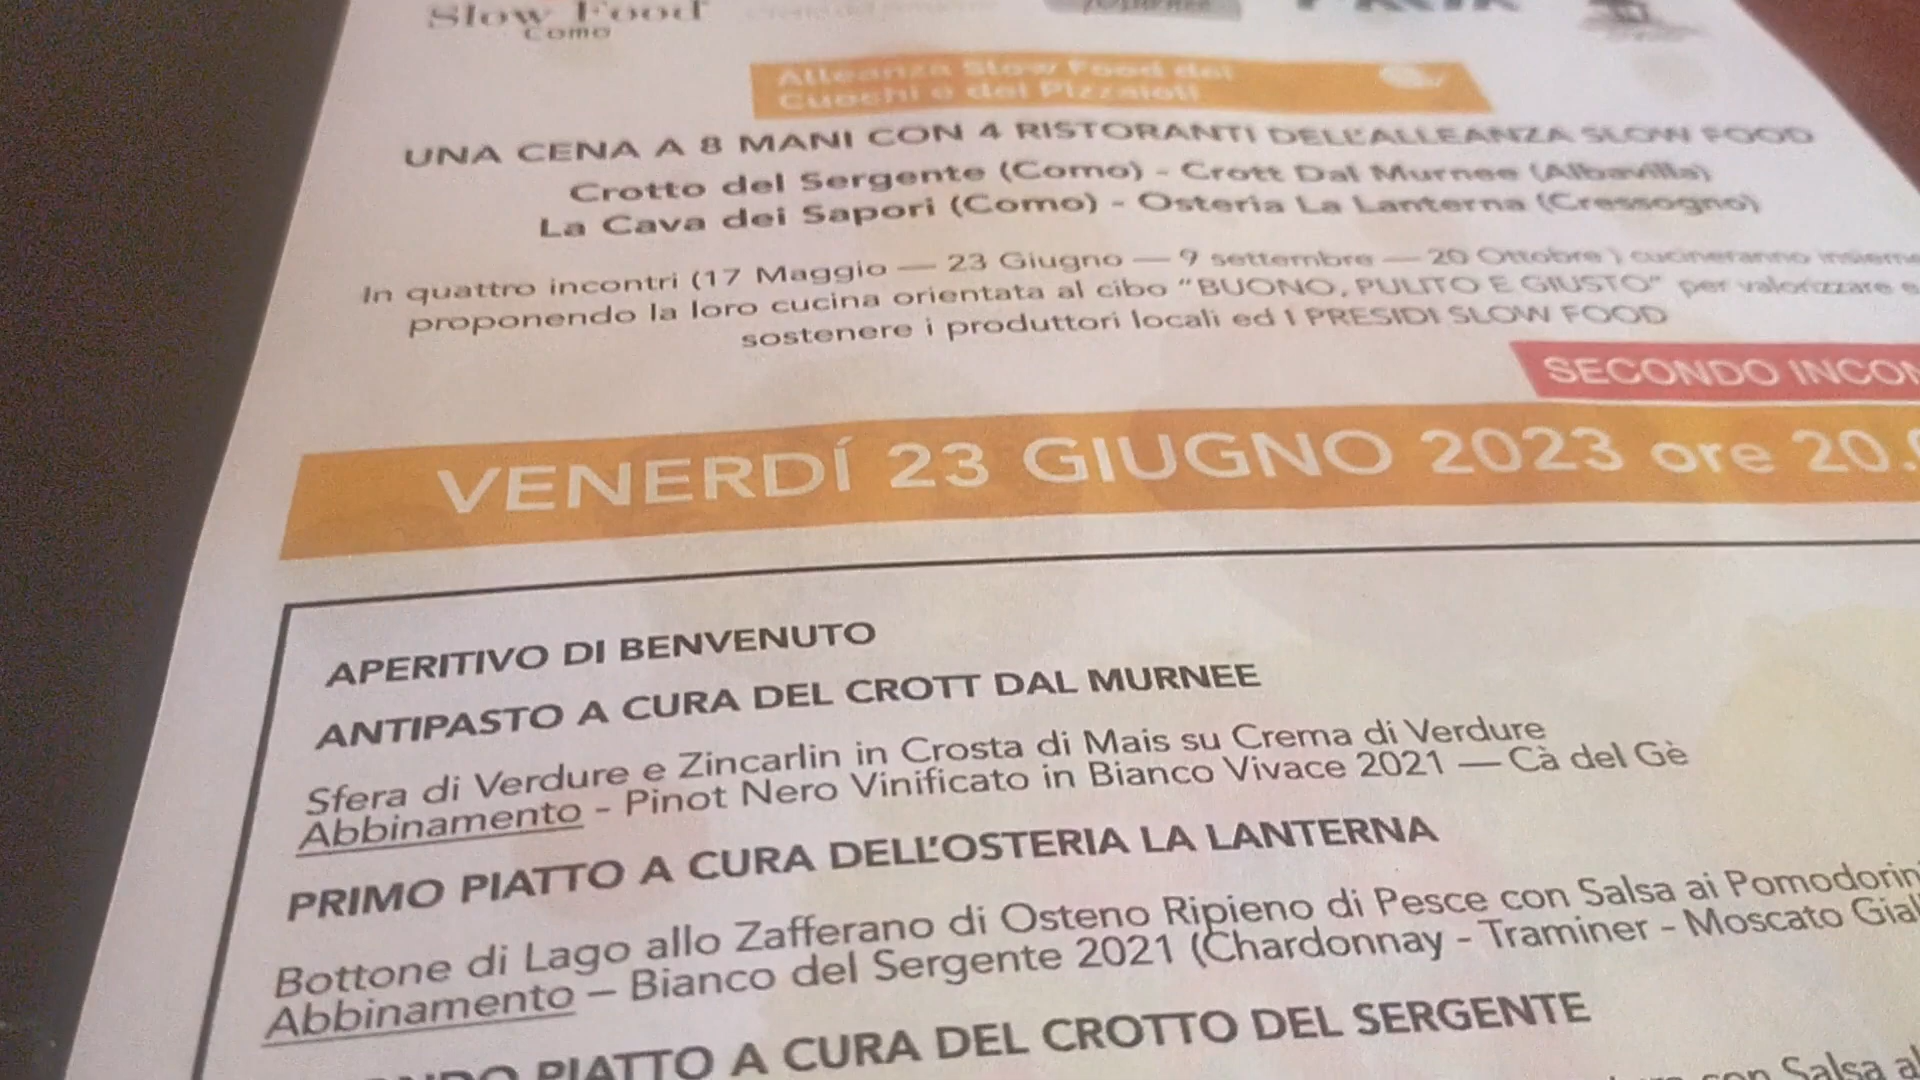 Slow Food
Como
Alleanza Slow Food dei
Cuochi e dei Pizzaioli
UNA CENA A 8 MANI CON 4 RISTORANTI DELL'ALLEANZA SLOW FOOD
Crotto del Sergente (Como) - Crott Dal Murnee (Albavilla)
La Cava dei Sapori (Como) - Osteria La Lanterna (Cressogno)
In quattro incontri (17 Maggio — 23 Giugno — 9 settembre — 20 Ottobre ) cucineranno insieme
proponendo la loro cucina orientata al cibo "BUONO, PULITO E GIUSTO" per valorizzare e
sostenere i produttori locali ed I PRESIDI SLOW FOOD
SECONDO INCON
VENERDÍ 23 GIUGNO 2023 ore 20.
APERITIVO DI BENVENUTO
ANTIPASTO A CURA DEL CROTT DAL MURNEE
Sfera di Verdure e Zincarlin in Crosta di Mais su Crema di Verdure
Abbinamento - Pinot Nero Vinificato in Bianco Vivace 2021 — Cà del Gè
PRIMO PIATTO A CURA DELL'OSTERIA LA LANTERNA
Bottone di Lago allo Zafferano di Osteno Ripieno di Pesce con Salsa ai Pomodorin
Abbinamento — Bianco del Sergente 2021 (Chardonnay - Traminer - Moscato Giall
PIATTO A CURA DEL CROTTO DEL SERGENTE
con Salsa al